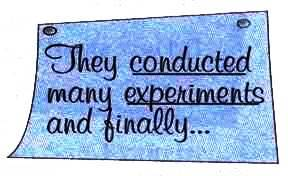 They conducted
many experiments
and finally...